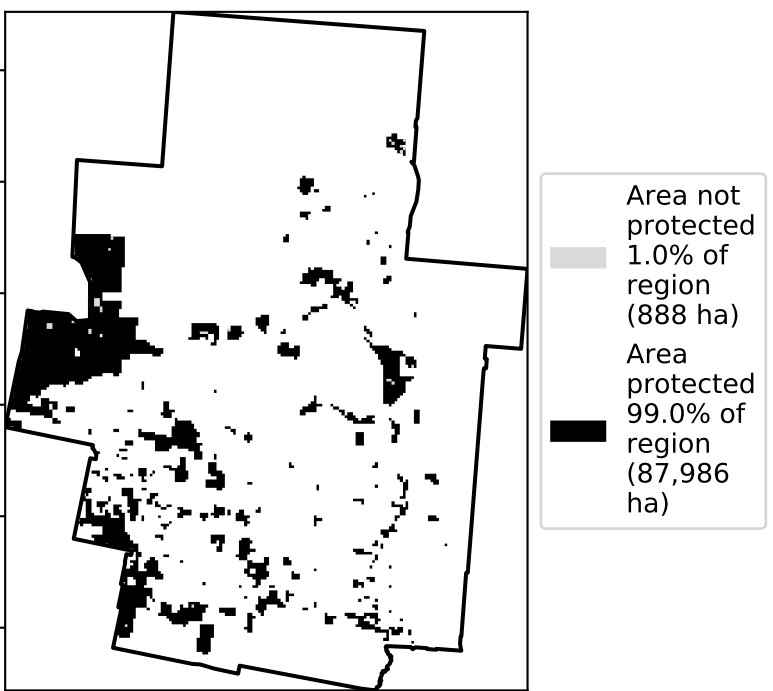 Area not
protected
1.0% of
region
(888 ha)
Area
protected
99.0% of
region
(87,986
ha)